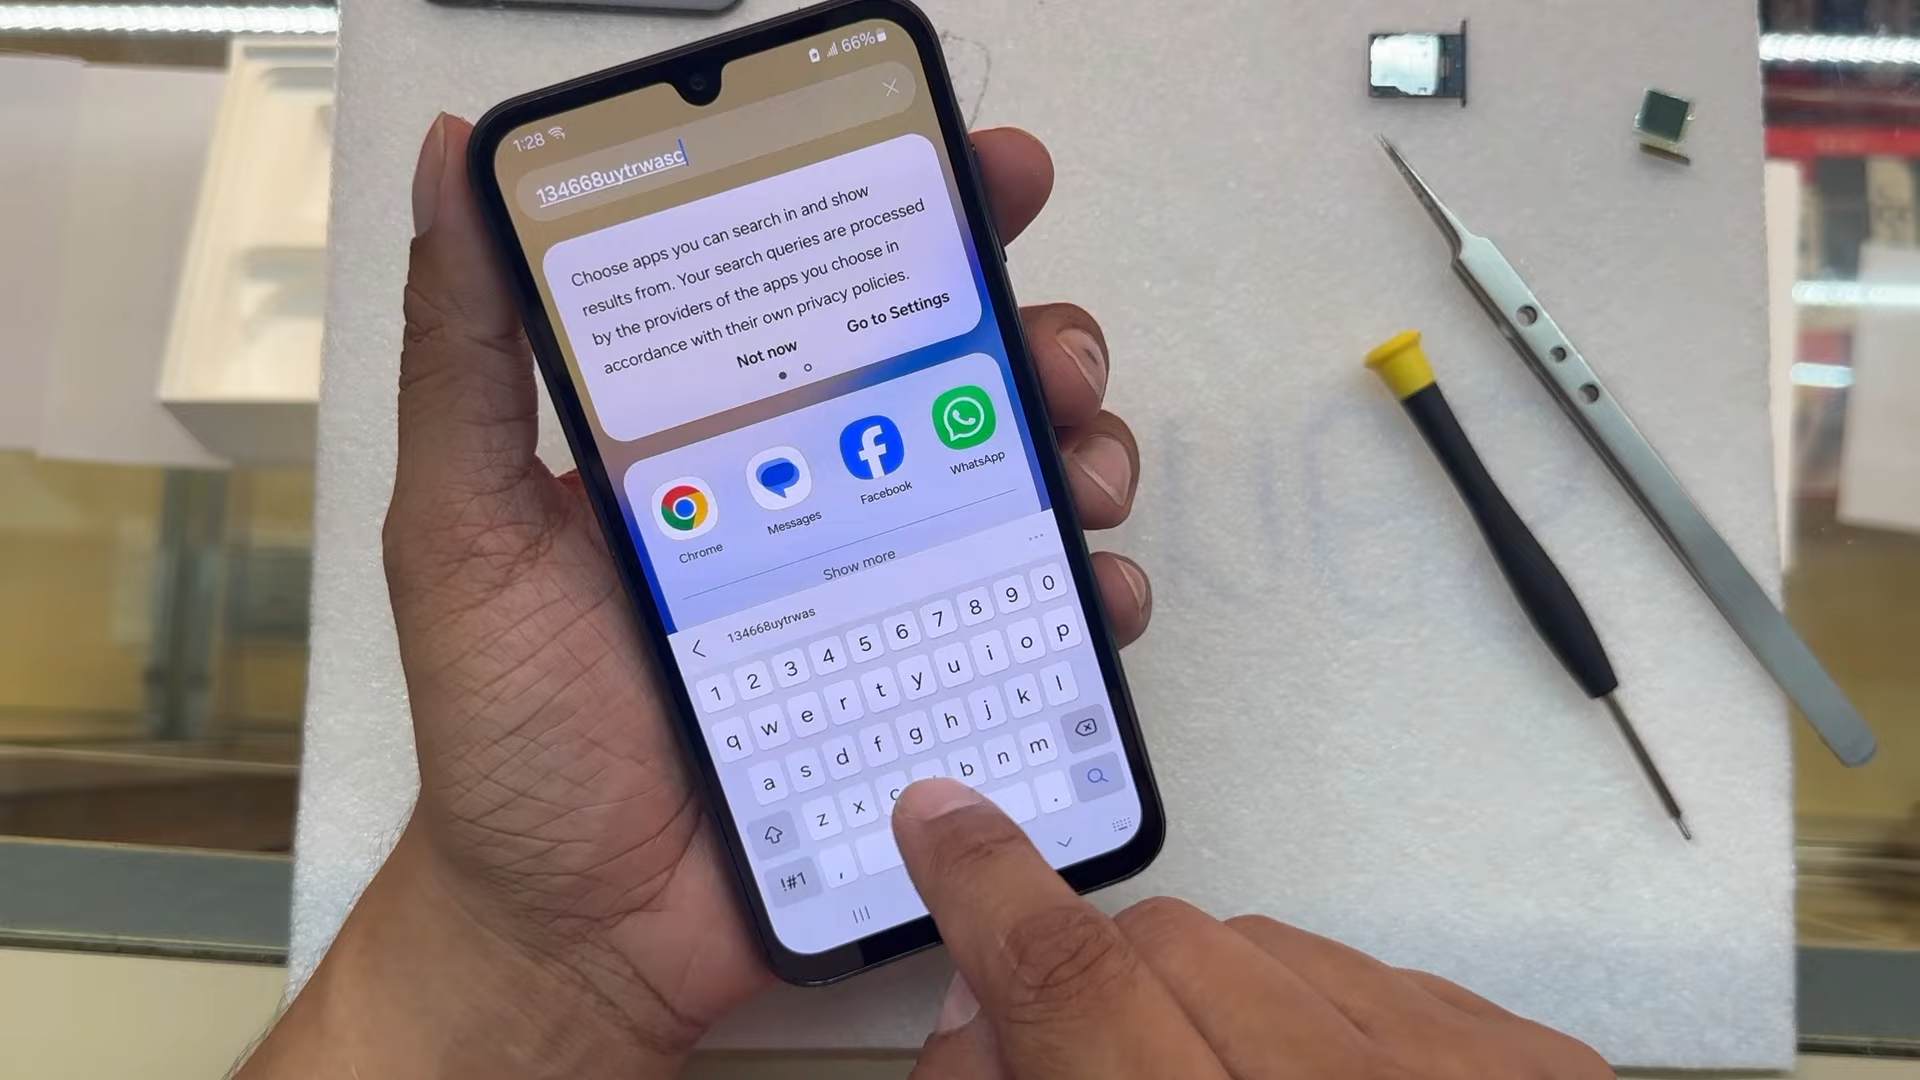 1:28
66%
134668uytrwasc
Choose apps you can search in and show
results from. Your search queries are processed
by the providers of the apps you choose in
accordance with their own privacy policies.
Not now
Go to Settings
Chrome
Messages
Facebook
WhatsApp
Show more
134668uytrwas
1 2 3 4 5 6 7 8 9 0
q w e r t y u i o p
a s d f g h j k l
z x c b n m
!#1 , .